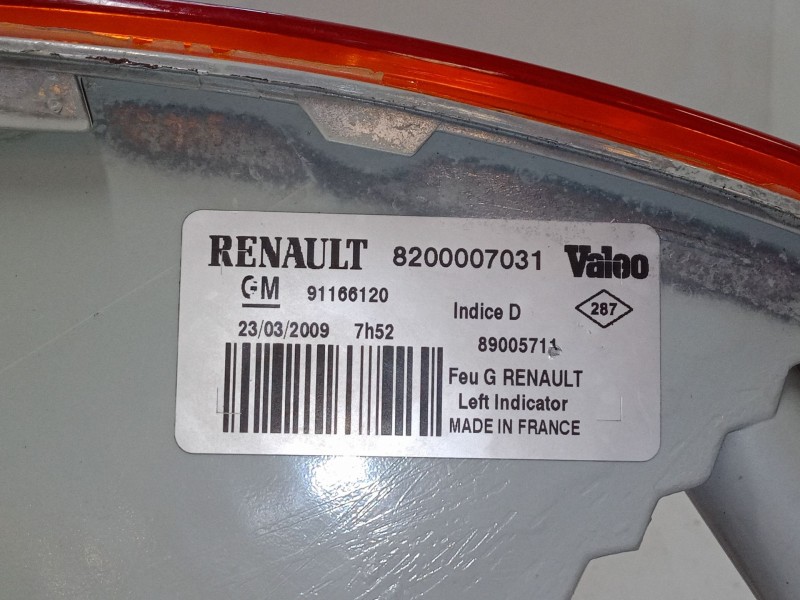 RENAULT 8200007031 Valeo
GM 91166120
Indice D 287
23/03/2009 7h52
89005711
Feu G RENAULT
Left Indicator
MADE IN FRANCE